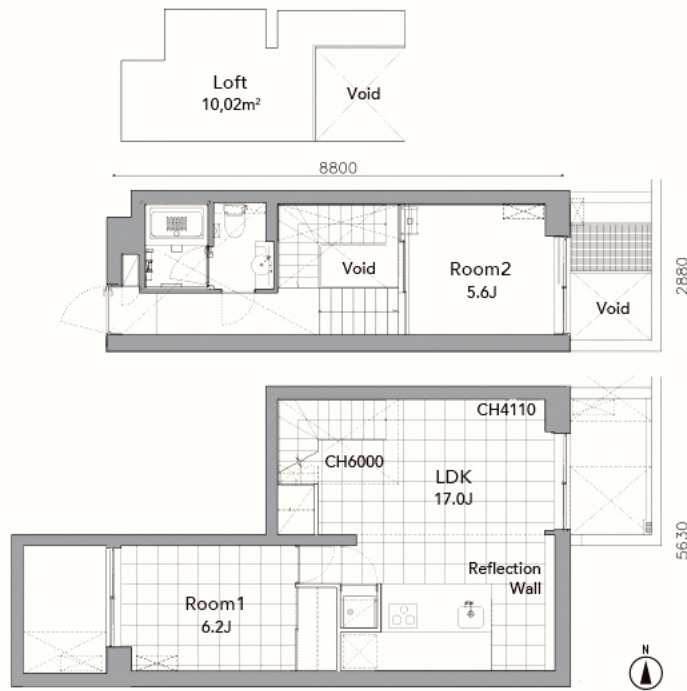 Loft
10,02m²
Void
8800
Void
Room2
5.6J
Void
2880
CH4110
CH6000
LDK
17.0J
5630
Reflection
Wall
Room1
6.2J
N